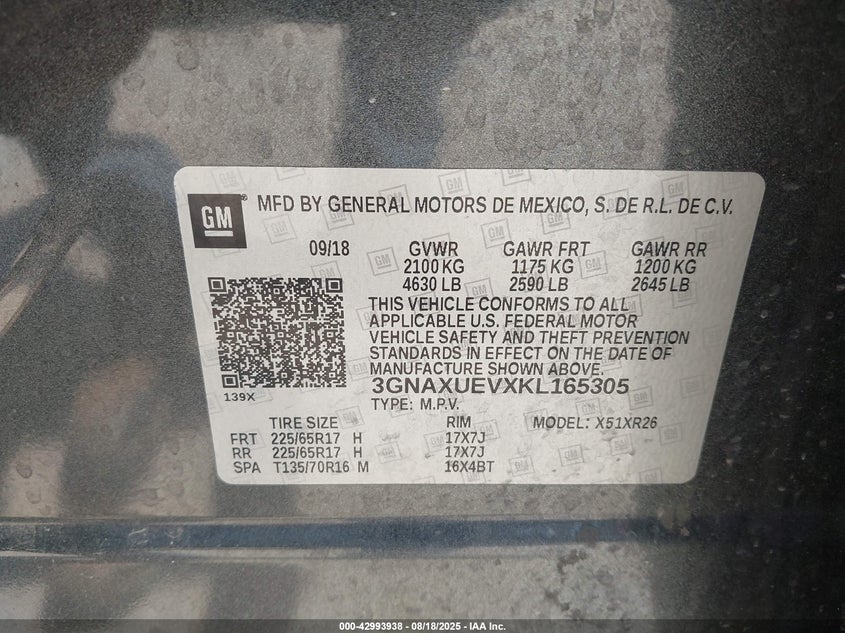 GM
MFD BY GENERAL MOTORS DE MEXICO, S. DE R.L. DE C.V.
09/18 GVWR GAWR FRT GAWR RR
2100 KG 1175 KG 1200 KG
4630 LB 2590 LB 2645 LB
THIS VEHICLE CONFORMS TO ALL
APPLICABLE U.S. FEDERAL MOTOR
VEHICLE SAFETY AND THEFT PREVENTION
STANDARDS IN EFFECT ON THE DATE OF
MANUFACTURE SHOWN ABOVE.
3GNAXUEVXKL165305
139X
TYPE: M.P.V.
TIRE SIZE RIM MODEL: X51XR26
FRT 225/65R17 H 17X7J
RR 225/65R17 H 17X7J
SPA T135/70R16 M 16X4BT
000-42993938 - 08/18/2025 - IAA Inc.